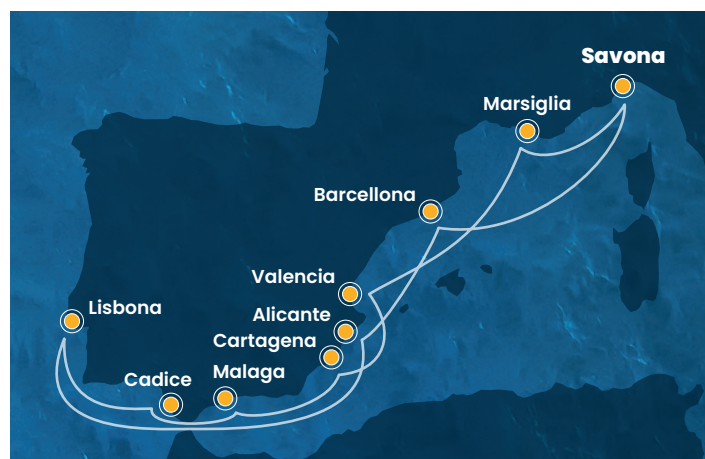 Savona
Marsiglia
Barcellona
Valencia
Lisbona
Alicante
Cartagena
Malaga
Cadice